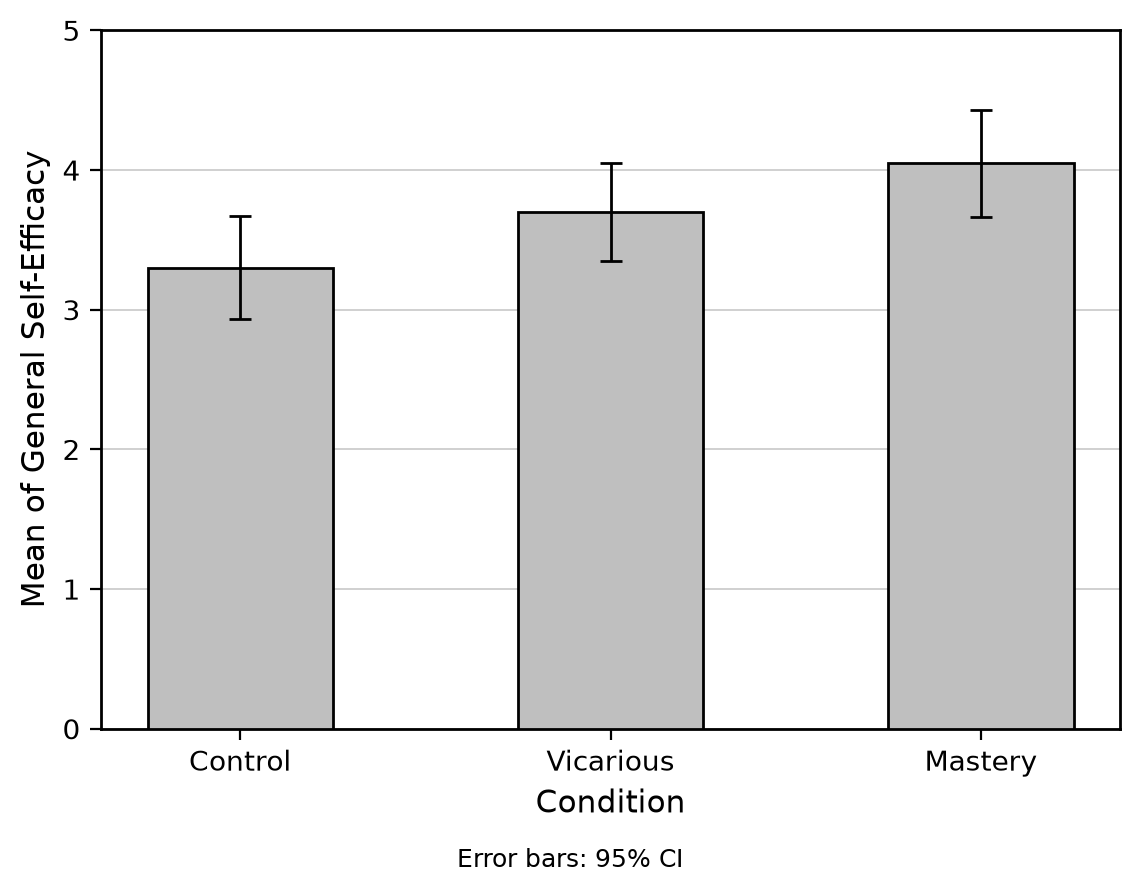 Mean of General Self-Efficacy
5
4
3
2
1
0
Control Vicarious Mastery
Condition
Error bars: 95% CI